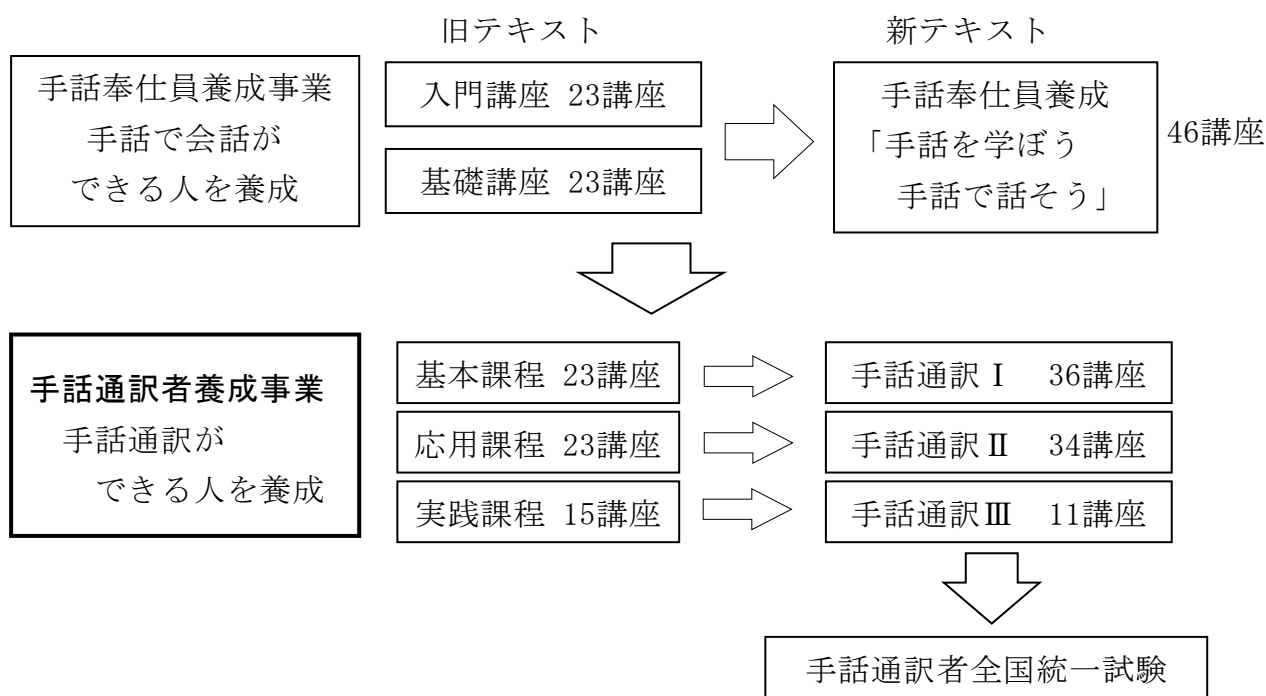 旧テキスト
新テキスト
手話奉仕員養成事業
手話で会話が
できる人を養成
入門講座 23講座
基礎講座 23講座
手話奉仕員養成
「手話を学ぼう
手話で話そう」
46講座
手話通訳者養成事業
手話通訳が
できる人を養成
基本課程 23講座
手話通訳Ⅰ 36講座
応用課程 23講座
手話通訳Ⅱ 34講座
実践課程 15講座
手話通訳Ⅲ 11講座
手話通訳者全国統一試験